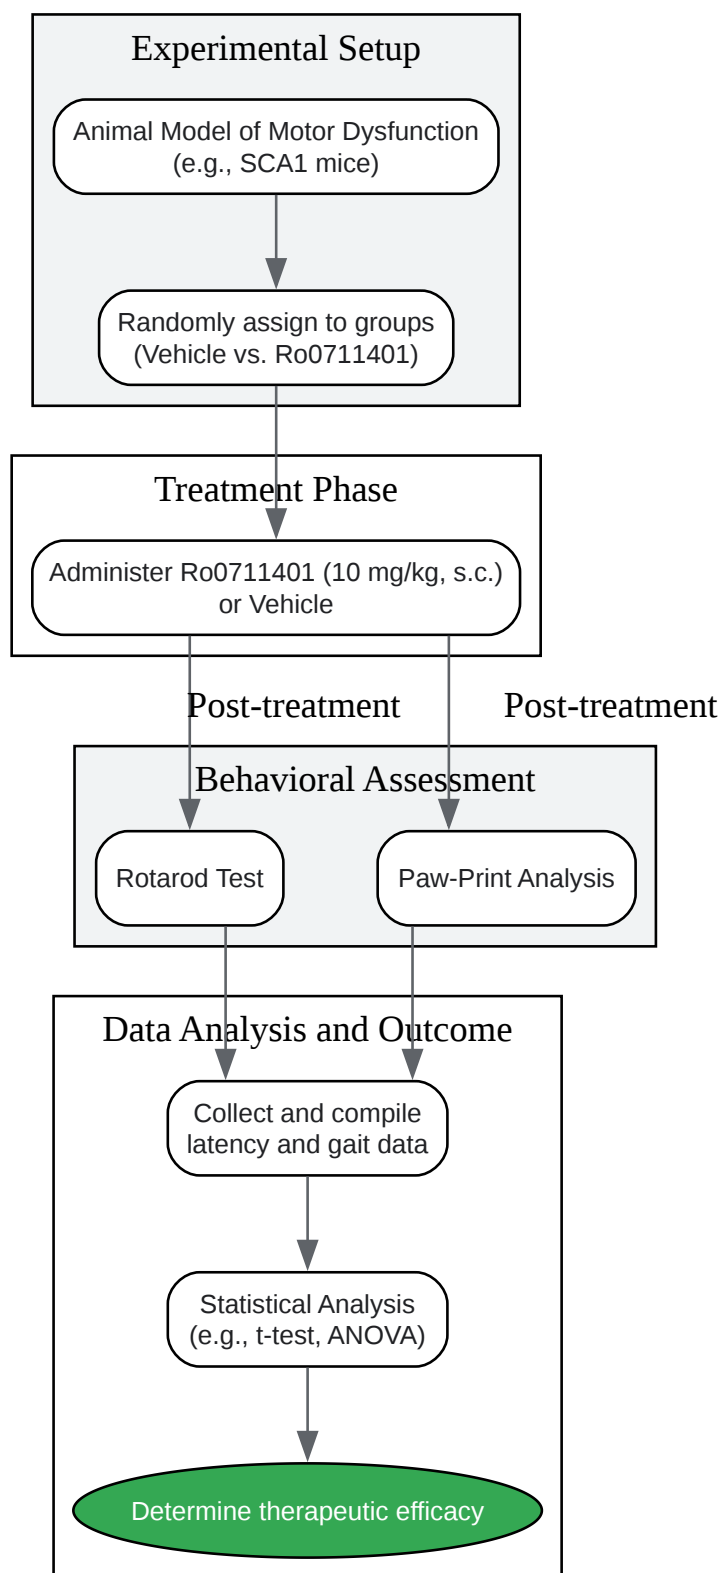 Experimental Setup
Animal Model of Motor Dysfunction
(e.g., SCA1 mice)
Randomly assign to groups
(Vehicle vs. Ro0711401)
Treatment Phase
Administer Ro0711401 (10 mg/kg, s.c.)
or Vehicle
Post-treatment
Post-treatment
Behavioral Assessment
Rotarod Test
Paw-Print Analysis
Data Analysis and Outcome
Collect and compile
latency and gait data
Statistical Analysis
(e.g., t-test, ANOVA)
Determine therapeutic efficacy